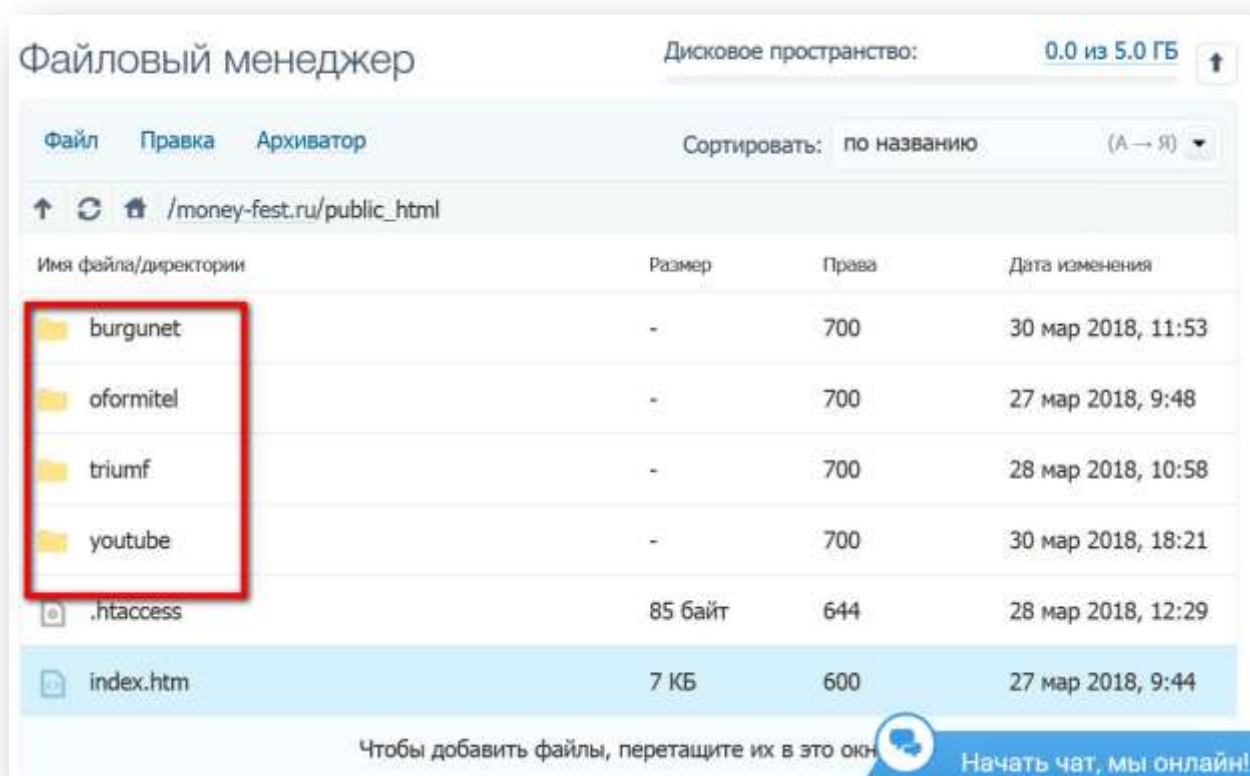 Файловый менеджер Дисковое пространство: 0.0 из 5.0 ГБ
Файл Правка Архиватор Сортировать: по названию (А → Я)
/money-fest.ru/public_html
Имя файла/директории Размер Права Дата изменения
burgunet - 700 30 мар 2018, 11:53
oformitel - 700 27 мар 2018, 9:48
triumf - 700 28 мар 2018, 10:58
youtube - 700 30 мар 2018, 18:21
.htaccess 85 байт 644 28 мар 2018, 12:29
index.htm 7 КБ 600 27 мар 2018, 9:44
Чтобы добавить файлы, перетащите их в это окн
Начать чат, мы онлайн!